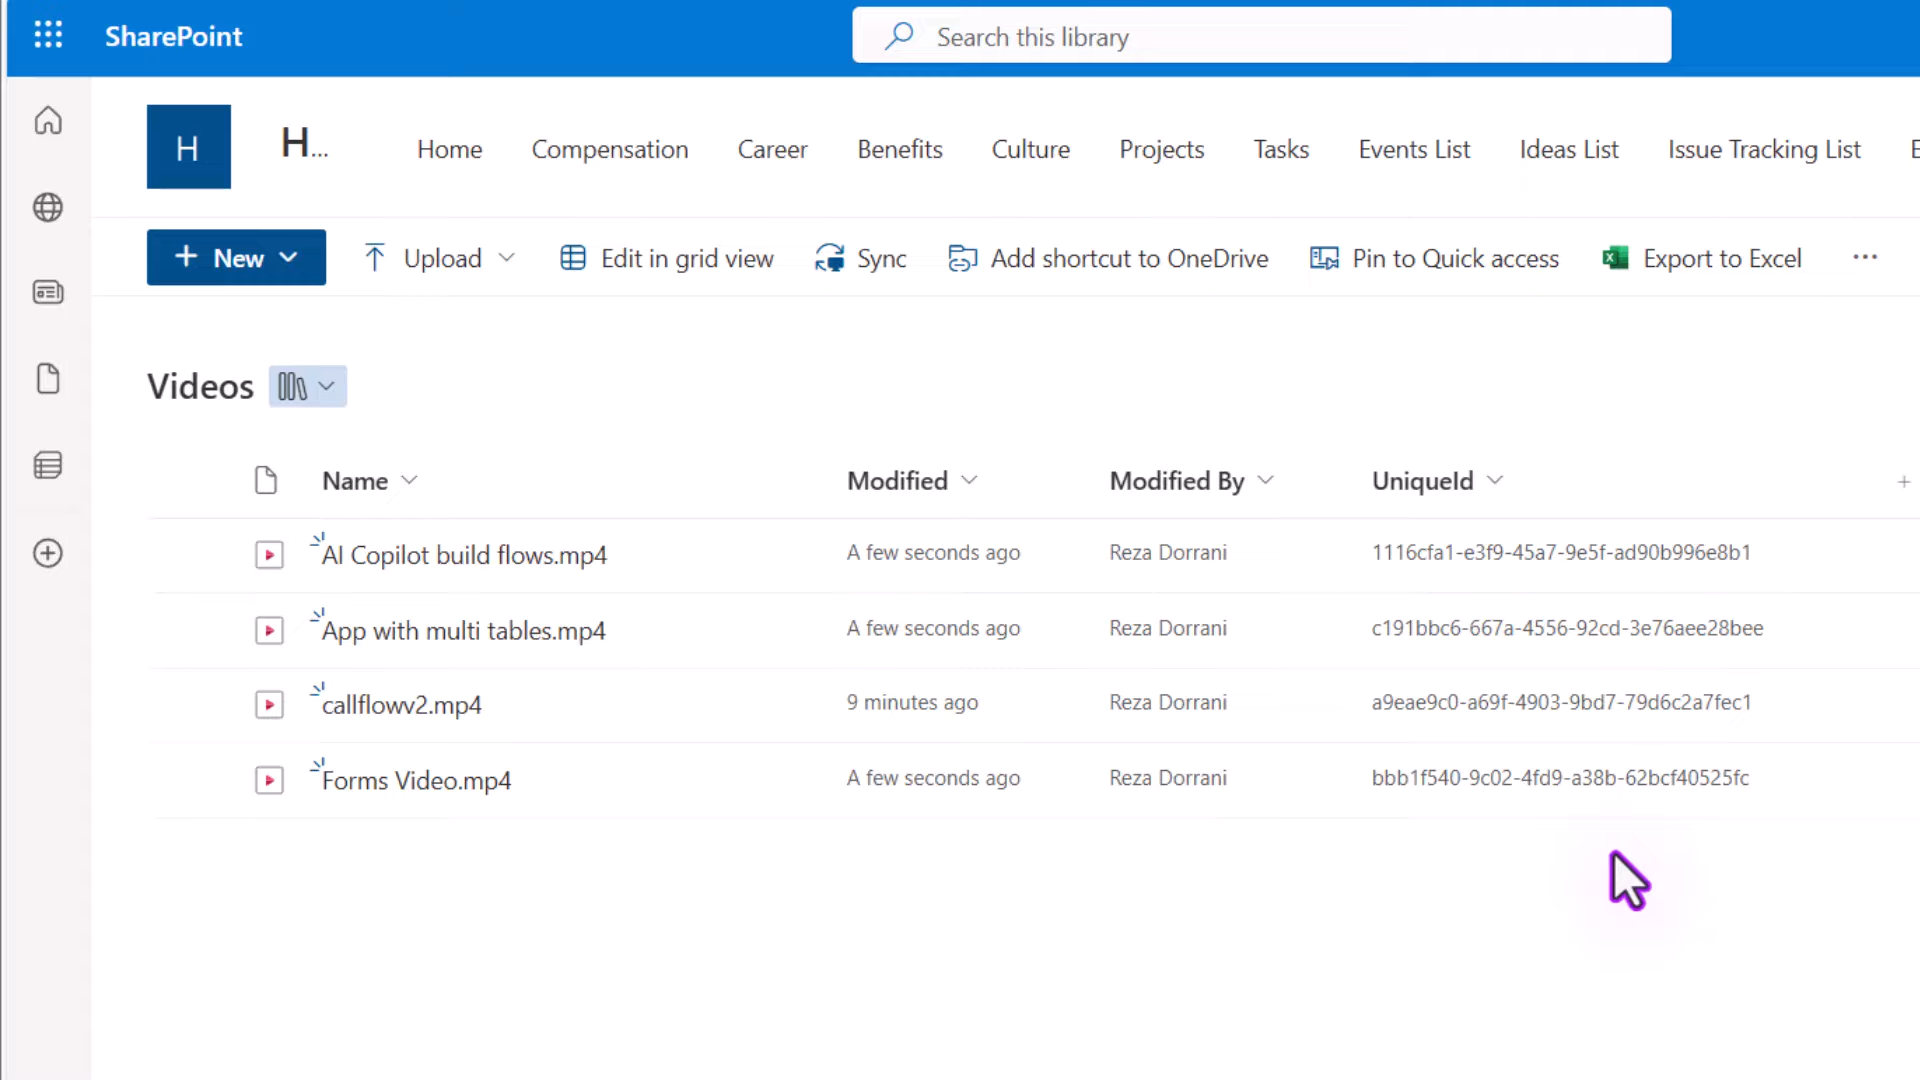 SharePoint
Search this library
H H... Home Compensation Career Benefits Culture Projects Tasks Events List Ideas List Issue Tracking List
New Upload Edit in grid view Sync Add shortcut to OneDrive Pin to Quick access Export to Excel ...
Videos
Name Modified Modified By UniqueId
AI Copilot build flows.mp4 A few seconds ago Reza Dorrani 1116cfa1-e3f9-45a7-9e5f-ad90b996e8b1
App with multi tables.mp4 A few seconds ago Reza Dorrani c191bbc6-667a-4556-92cd-3e76aee28bee
callflowv2.mp4 9 minutes ago Reza Dorrani a9eae9c0-a69f-4903-9bd7-79d6c2a7fec1
Forms Video.mp4 A few seconds ago Reza Dorrani bbb1f540-9c02-4fd9-a38b-62bcf40525fc